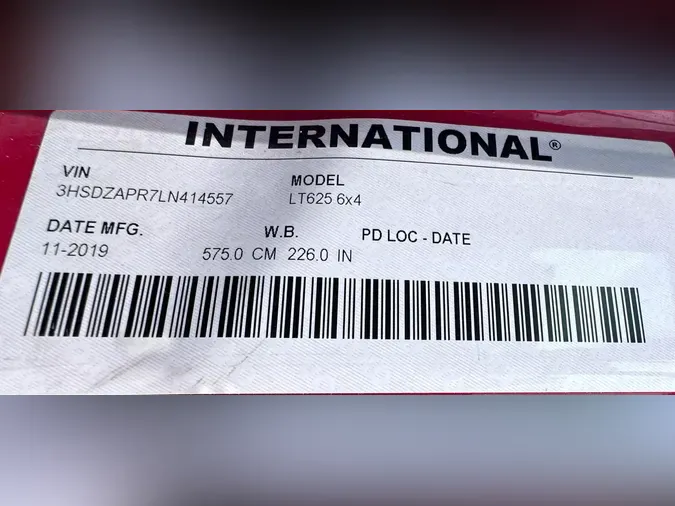 INTERNATIONAL®
VIN MODEL
3HSDZAPR7LN414557 LT625 6x4
DATE MFG. W.B. PD LOC - DATE
11-2019 575.0 CM 226.0 IN